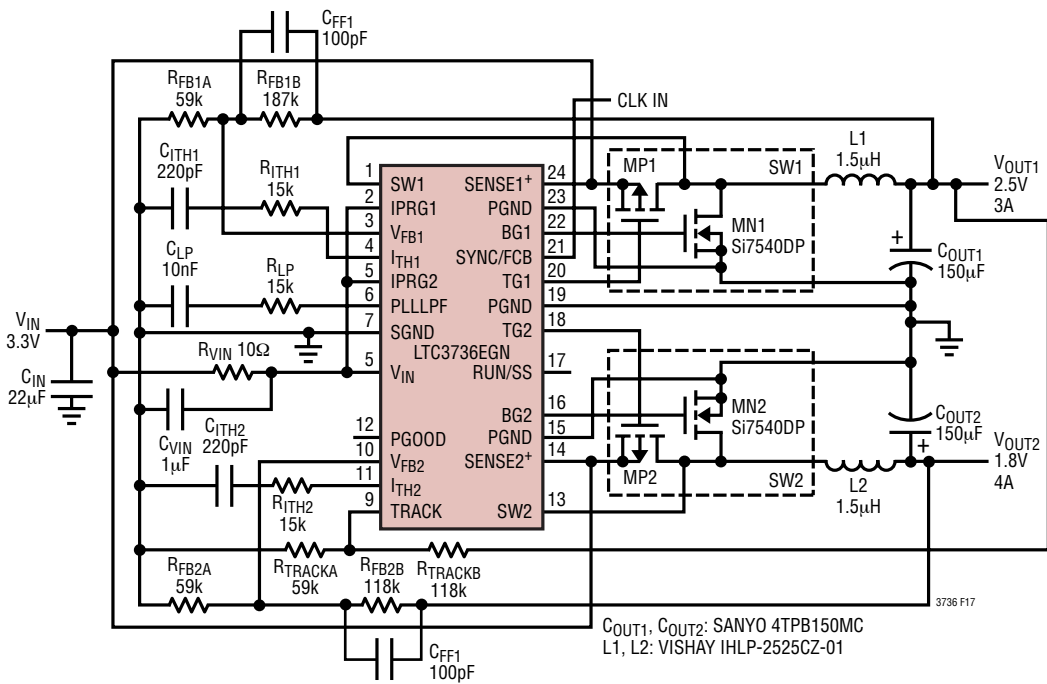 CFF1
100pF
RFB1A
59k
RFB1B
187k
CLK IN
CITH1
220pF
RITH1
15k
CLP
10nF
RLP
15k
VIN
3.3V
CIN
22µF
RVIN 10Ω
CVIN
1µF
CITH2
220pF
RITH2
15k
RTRACKA
59k
RTRACKB
118k
RFB2A
59k
RFB2B
118k
CFF1
100pF
1 SW1
2 IPRG1
3 VFB1
4 ITH1
5 IPRG2
6 PLLLPF
7 SGND
5 VIN
12 PGOOD
10 VFB2
11 ITH2
9 TRACK
LTC3736EGN
SENSE1+ 24
PGND 23
BG1 22
SYNC/FCB 21
TG1 20
PGND 19
TG2 18
RUN/SS 17
BG2 16
PGND 15
SENSE2+ 14
SW2 13
MP1
SW1
MN1
Si7540DP
L1
1.5µH
VOUT1
2.5V
3A
+
COUT1
150µF
MN2
Si7540DP
MP2
SW2
L2
1.5µH
COUT2
150µF
+
VOUT2
1.8V
4A
3736 F17
COUT1, COUT2: SANYO 4TPB150MC
L1, L2: VISHAY IHLP-2525CZ-01